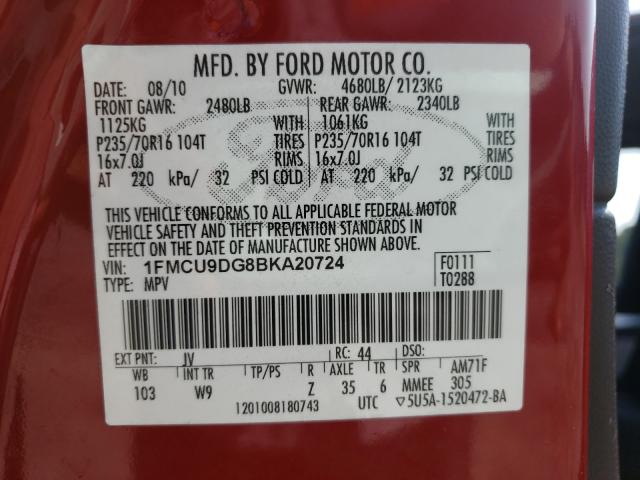 MFD. BY FORD MOTOR CO.
DATE: 08/10 GVWR: 4680LB/ 2123KG
FRONT GAWR: 2480LB REAR GAWR: 2340LB
1125KG WITH 1061KG WITH
P235/70R16 104T TIRES P235/70R16 104T TIRES
16x7.0J RIMS 16x7.0J RIMS
AT 220 kPa/ 32 PSI COLD AT 220 kPa/ 32 PSI COLD
THIS VEHICLE CONFORMS TO ALL APPLICABLE FEDERAL MOTOR
VEHICLE SAFETY AND THEFT PREVENTION STANDARDS IN
EFFECT ON THE DATE OF MANUFACTURE SHOWN ABOVE.
VIN: 1FMCU9DG8BKA20724 F0111
TYPE: MPV T0288
EXT PNT: JV RC: 44 DSO:
WB INT TR TP/PS R AXLE TR SPR AM71F
103 W9 Z 35 6 MMEE 305
1201008180743 UTC ▽5U5A-1520472-BA
Ford